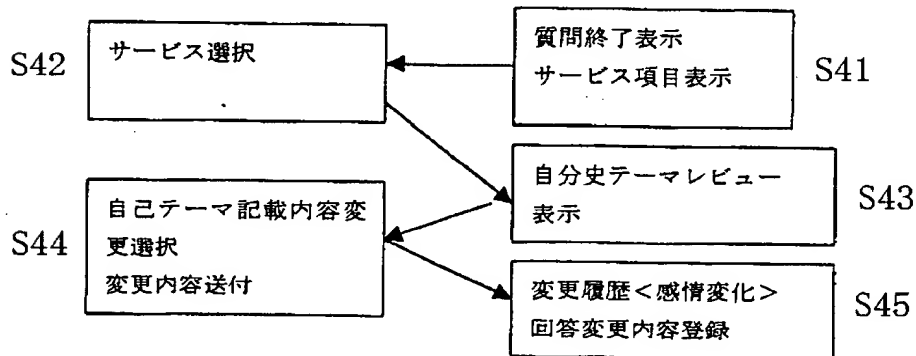 S42
サービス選択
質問終了表示
サービス項目表示
S41
自分史テーマレビュー
表示
S43
S44
自己テーマ記載内容変
更選択
変更内容送付
変更履歴<感情変化>
回答変更内容登録
S45